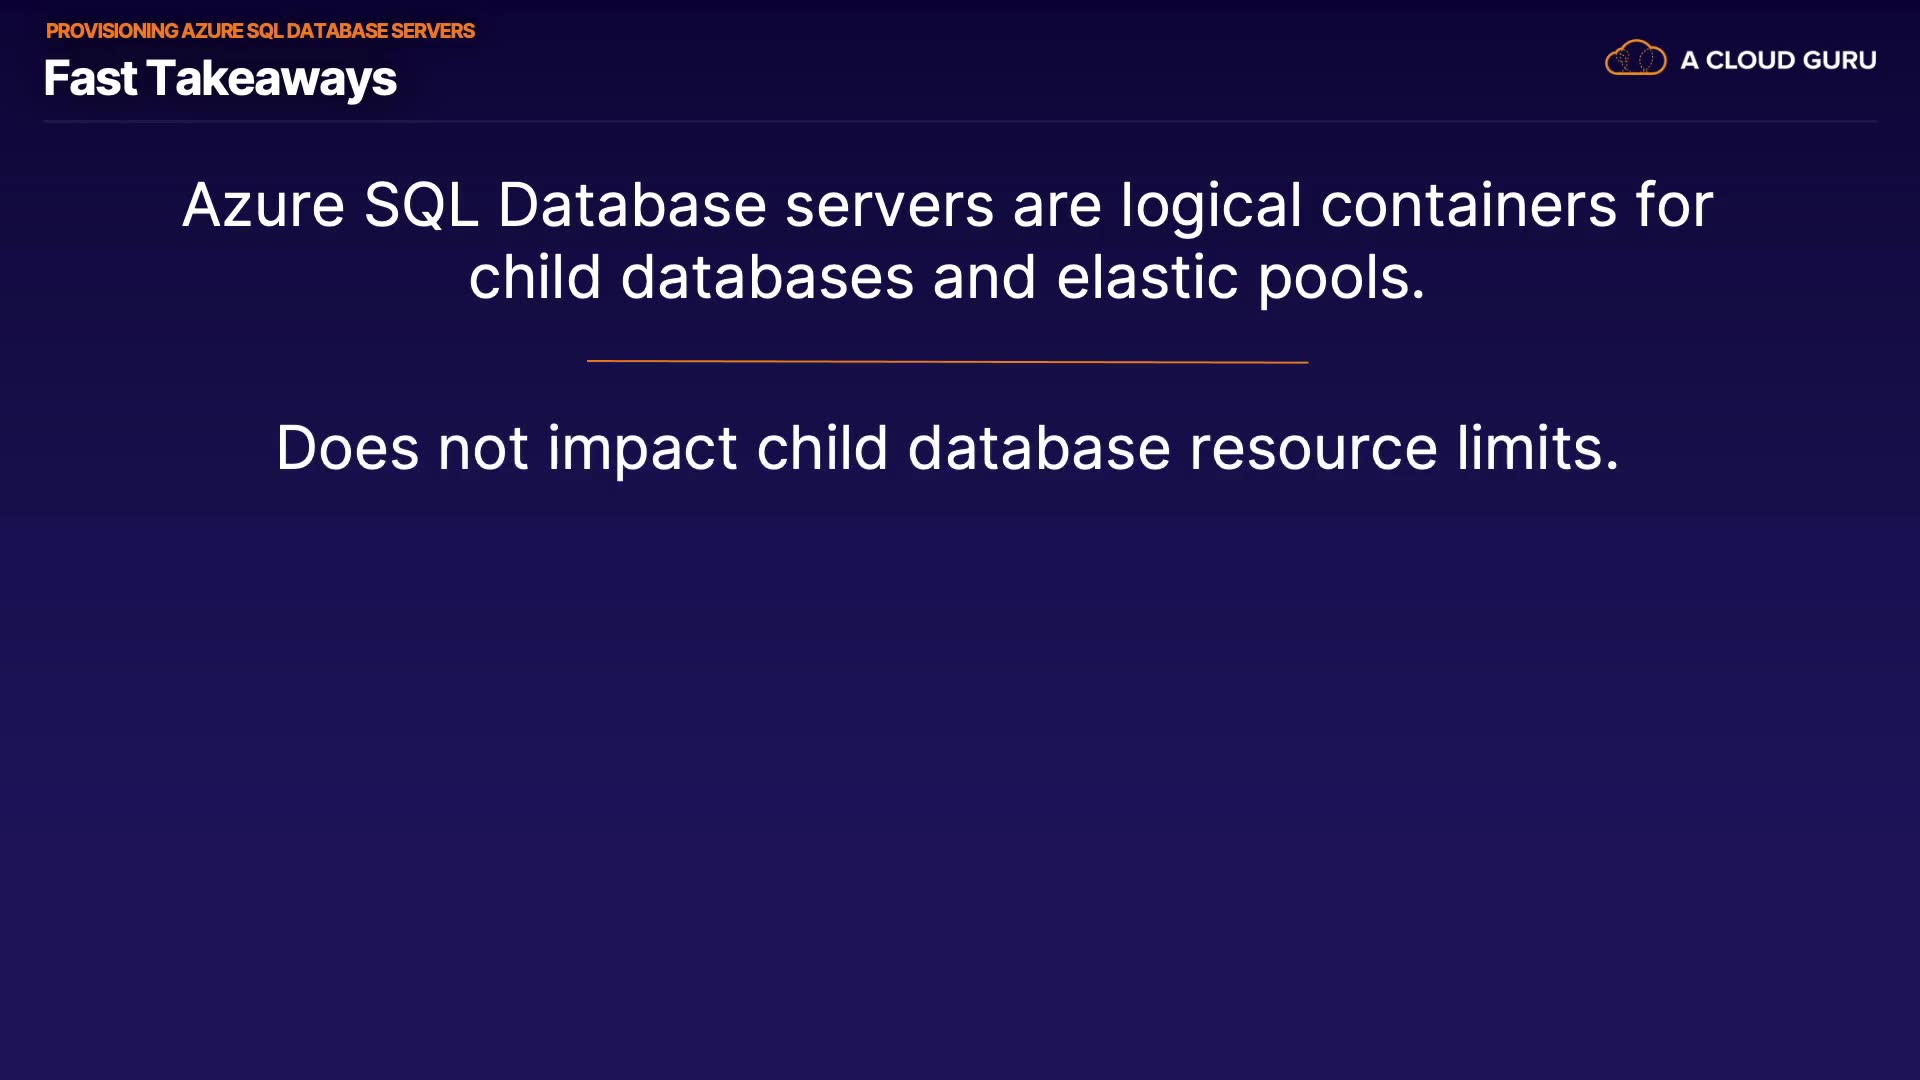 PROVISIONING AZURE SQL DATABASE SERVERS
Fast Takeaways
A CLOUD GURU
Azure SQL Database servers are logical containers for
child databases and elastic pools.
Does not impact child database resource limits.